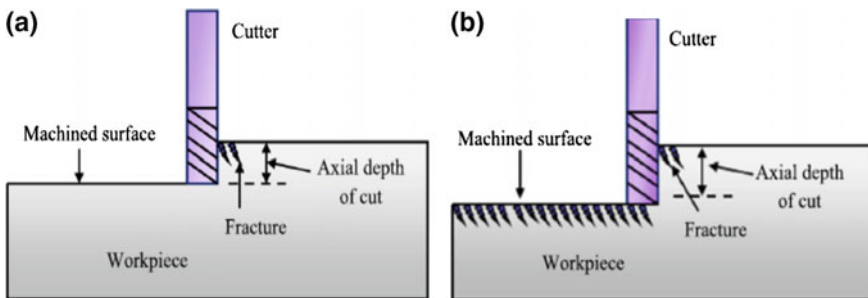 (a)
Cutter
Machined surface
Axial depth
of cut
Fracture
Workpiece
(b)
Cutter
Machined surface
Axial depth
of cut
Fracture
Workpiece